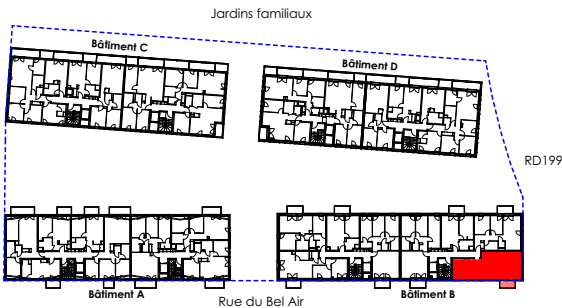 Jardins familiaux
Bâtiment C
Bâtiment D
RD199
Bâtiment A
Bâtiment B
Rue du Bel Air